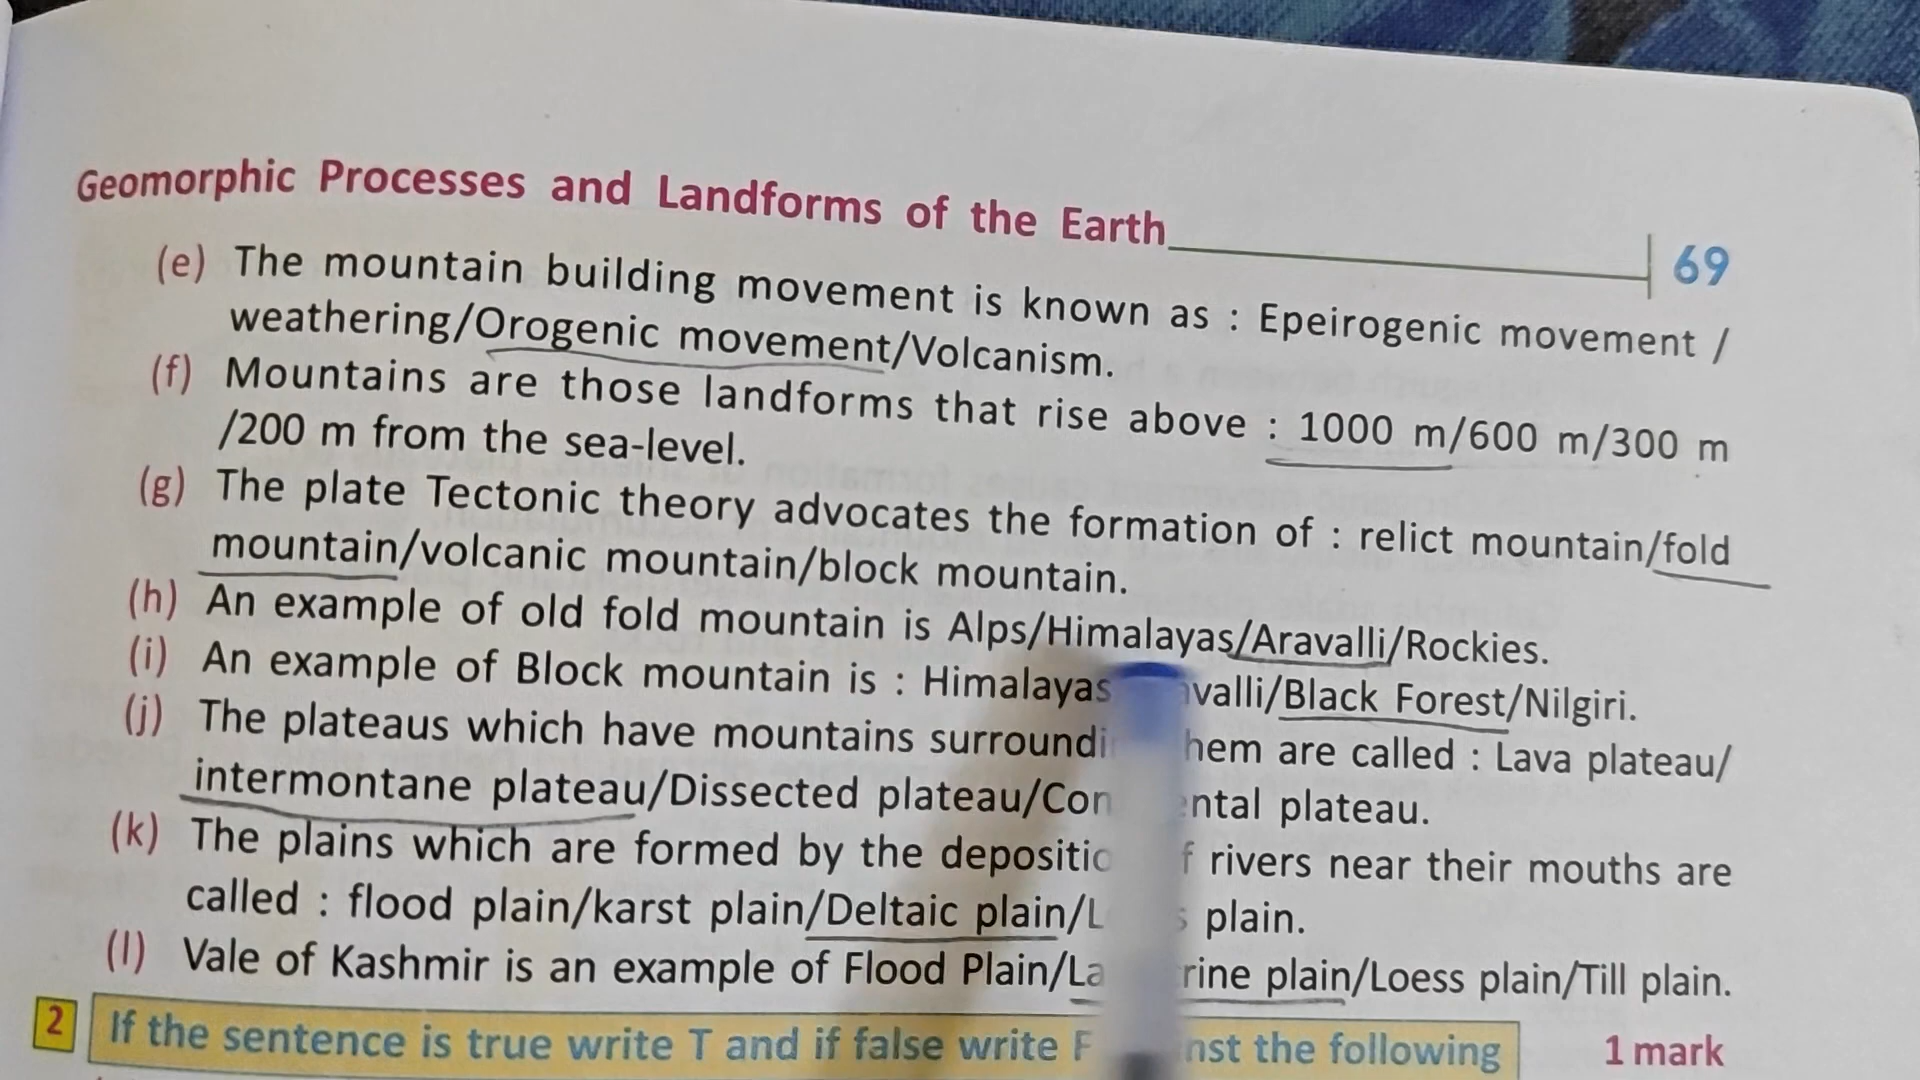 Geomorphic Processes and Landforms of the Earth 69
(e) The mountain building movement is known as : Epeirogenic movement /
weathering/Orogenic movement/Volcanism.
(f) Mountains are those landforms that rise above : 1000 m/600 m/300 m
/200 m from the sea-level.
(g) The plate Tectonic theory advocates the formation of : relict mountain/fold
mountain/volcanic mountain/block mountain.
(h) An example of old fold mountain is Alps/Himalayas/Aravalli/Rockies.
(i) An example of Block mountain is : Himalayas valli/Black Forest/Nilgiri.
(j) The plateaus which have mountains surroundi hem are called : Lava plateau/
intermontane plateau/Dissected plateau/Con ental plateau.
(k) The plains which are formed by the depositio f rivers near their mouths are
called : flood plain/karst plain/Deltaic plain/L s plain.
(l) Vale of Kashmir is an example of Flood Plain/La rine plain/Loess plain/Till plain.
2 If the sentence is true write T and if false write F nst the following 1 mark